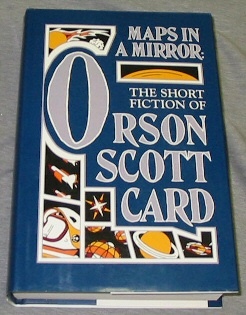 MAPS IN
A MIRROR:
THE SHORT
FICTION OF
ORSON
SCOTT
CARD